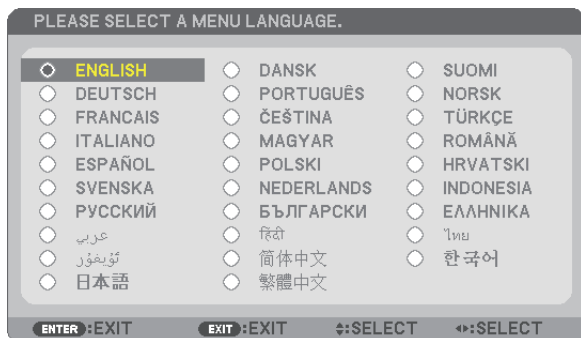 PLEASE SELECT A MENU LANGUAGE.
ENGLISH DANSK SUOMI
DEUTSCH PORTUGUÊS NORSK
FRANCAIS ČEŠTINA TÜRKÇE
ITALIANO MAGYAR ROMÂNĂ
ESPAÑOL POLSKI HRVATSKI
SVENSKA NEDERLANDS INDONESIA
РУССКИЙ БЪЛГАРСКИ ΕΛΛΗΝΙΚΑ
عربي हिंदी ไทย
ئۇيغۇر 简体中文 한국어
日本語 繁體中文
ENTER :EXIT EXIT :EXIT :SELECT :SELECT